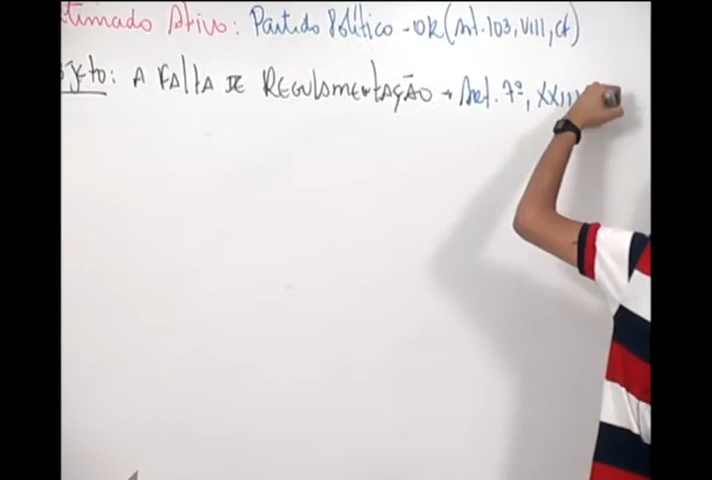 timado Ativo: Partido Político - OK (Art. 103, VIII, CF)
jeto: A FALTA DE REGULAMENTAÇÃO → Art. 7º, XXIII